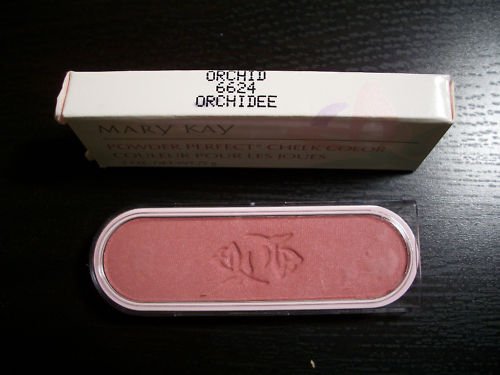 ORCHID
6624
ORCHIDEE
MARY KAY
POWDER PERFECT® CHEEK COLOR
COULEUR POUR LES JOUES